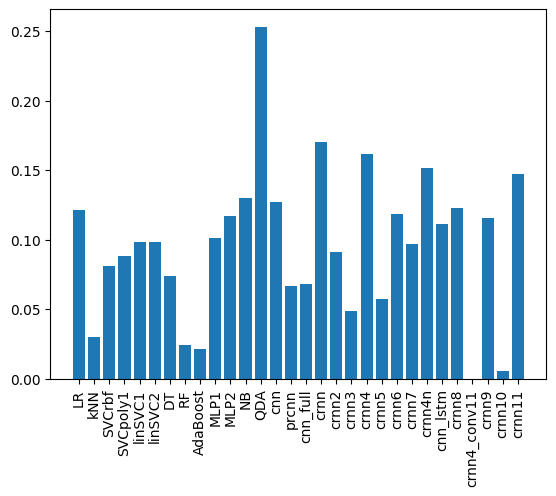 0.25
0.20
0.15
0.10
0.05
0.00
LR
kNN
SVCrbf
SVCpoly1
linSVC1
linSVC2
DT
RF
AdaBoost
MLP1
MLP2
NB
QDA
cnn
prcnn
cnn_full
crnn
crnn2
crnn3
crnn4
crnn5
crnn6
crnn7
crnn4n
cnn_lstm
crnn8
crnn4_conv11
crnn9
crnn10
crnn11